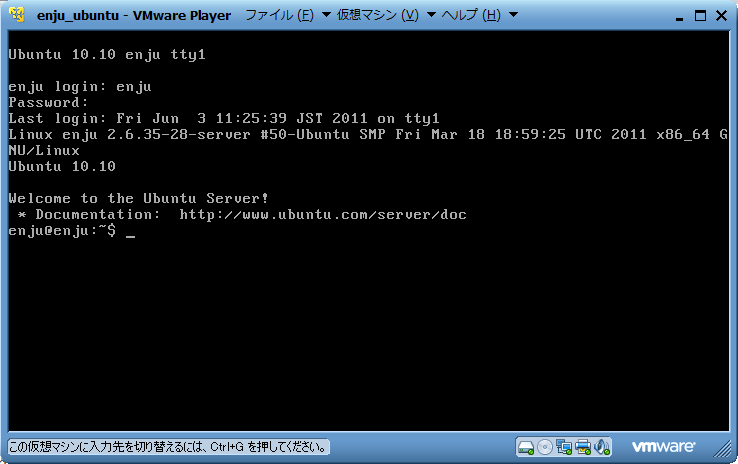 enju_ubuntu - VMware Player ファイル (F) 仮想マシン (V) ヘルプ (H)
Ubuntu 10.10 enju tty1
enju login: enju
Password:
Last login: Fri Jun  3 11:25:39 JST 2011 on tty1
Linux enju 2.6.35-28-server #50-Ubuntu SMP Fri Mar 18 18:59:25 UTC 2011 x86_64 G
NU/Linux
Ubuntu 10.10
Welcome to the Ubuntu Server!
 * Documentation:  http://www.ubuntu.com/server/doc
enju@enju:~$ _
この仮想マシンに入力先を切り替えるには、Ctrl+G を押してください。
vmware